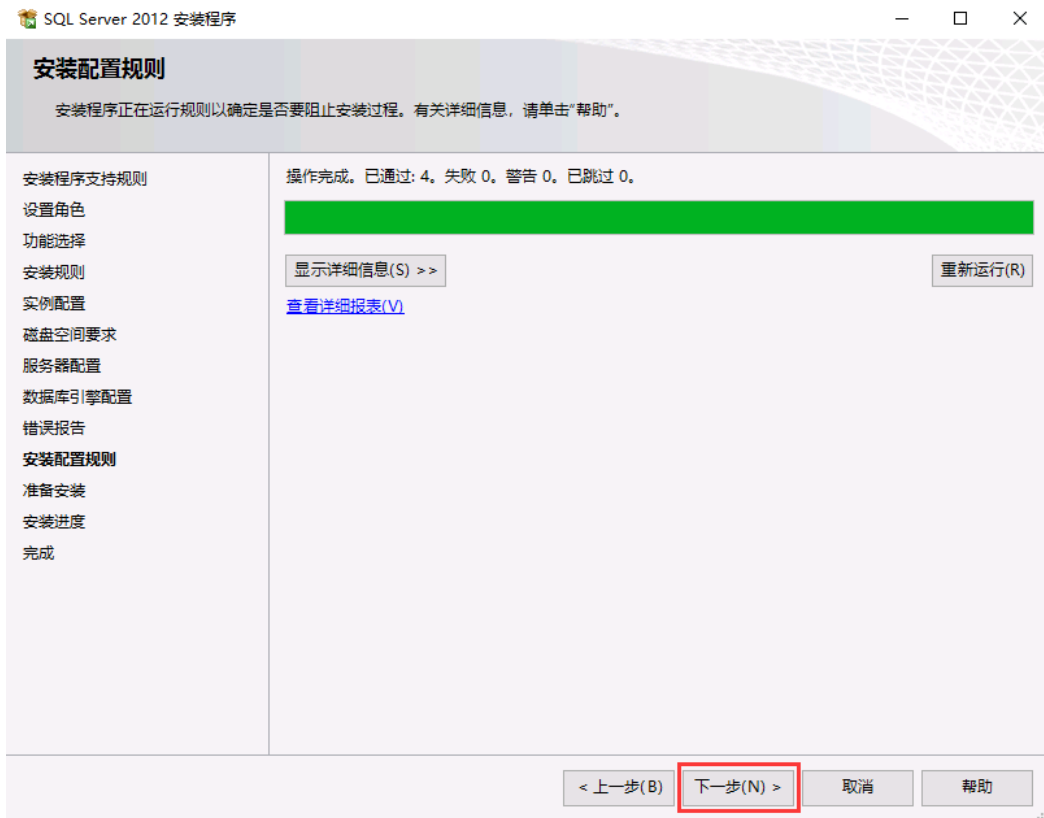 SQL Server 2012 安装程序
安装配置规则
安装程序正在运行规则以确定是否要阻止安装过程。有关详细信息，请单击“帮助”。
安装程序支持规则
设置角色
功能选择
安装规则
实例配置
磁盘空间要求
服务器配置
数据库引擎配置
错误报告
安装配置规则
准备安装
安装进度
完成
操作完成。已通过: 4。失败 0。警告 0。已跳过 0。
显示详细信息(S) >>
重新运行(R)
查看详细报表(V)
< 上一步(B)
下一步(N) >
取消
帮助